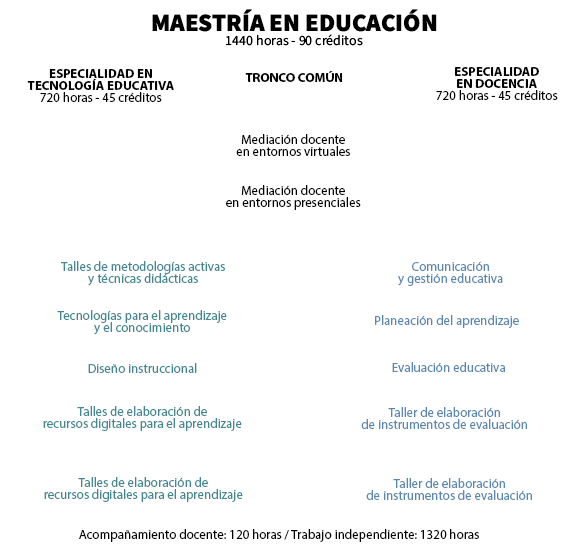 MAESTRÍA EN EDUCACIÓN
1440 horas - 90 créditos
ESPECIALIDAD EN
TECNOLOGÍA EDUCATIVA
720 horas - 45 créditos
TRONCO COMÚN
ESPECIALIDAD
EN DOCENCIA
720 horas - 45 créditos
Mediación docente
en entornos virtuales
Mediación docente
en entornos presenciales
Talles de metodologías activas
y técnicas didácticas
Comunicación
y gestión educativa
Tecnologías para el aprendizaje
y el conocimiento
Planeación del aprendizaje
Diseño instruccional
Evaluación educativa
Talles de elaboración de
recursos digitales para el aprendizaje
Taller de elaboración
de instrumentos de evaluación
Talles de elaboración de
recursos digitales para el aprendizaje
Taller de elaboración
de instrumentos de evaluación
Acompañamiento docente: 120 horas / Trabajo independiente: 1320 horas